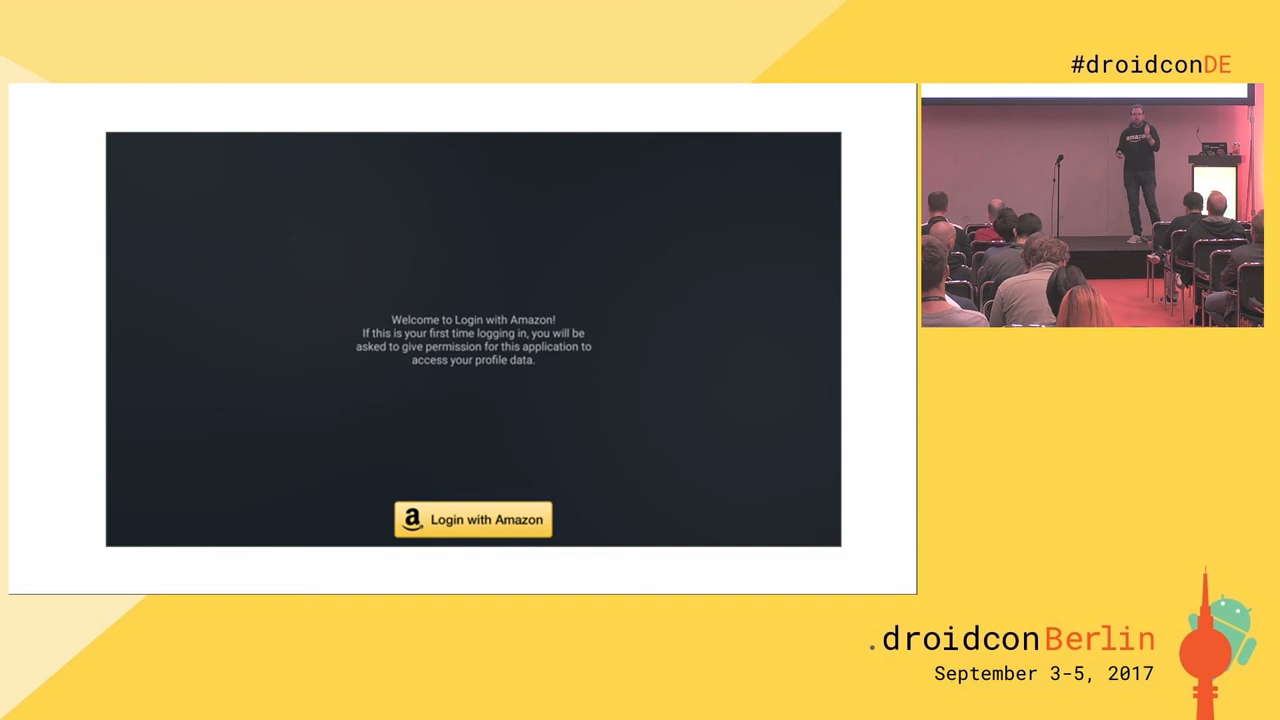 #droidconDE
amazon
Welcome to Login with Amazon!
If this is your first time logging in, you will be
asked to give permission for this application to
access your profile data.
a Login with Amazon
.droidconBerlin
September 3-5, 2017